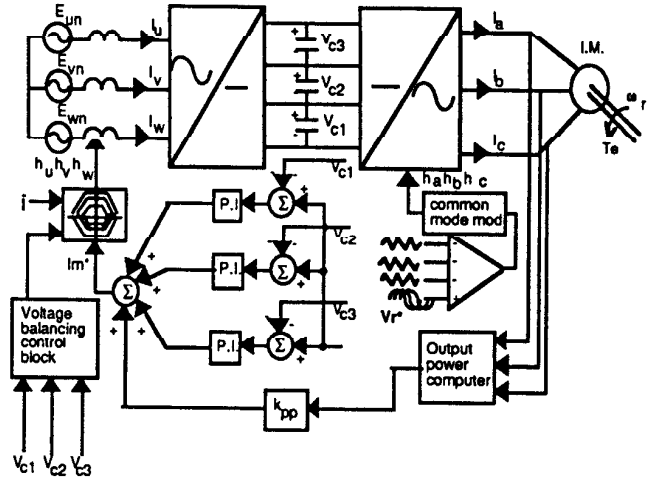 Eun Iu
Vc3
Ia
I.M.
Evn Iv
Vc2
Ib
ωr
Ewn Iw
Vc1
Ic
Te
hu hv hw
Vc1
ha hb hc
i
P.I. Σ
common mode mod
Im*
Vc2
P.I. Σ
Vr*
Σ
Vc3
Voltage
balancing
control
block
P.I. Σ
Output
power
computer
kpp
Vc1 Vc2 Vc3